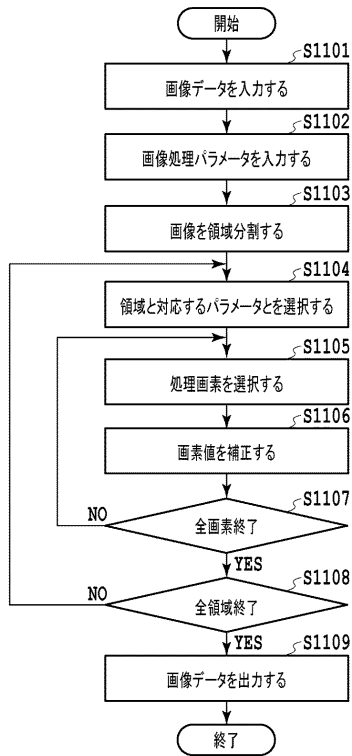 開始
S1101
画像データを入力する
S1102
画像処理パラメータを入力する
S1103
画像を領域分割する
S1104
領域と対応するパラメータとを選択する
S1105
処理画素を選択する
S1106
画素値を補正する
S1107
全画素終了
NO
YES
S1108
全領域終了
NO
YES
S1109
画像データを出力する
終了